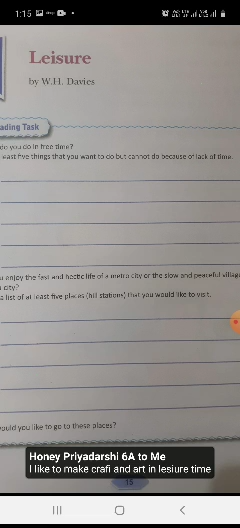 1:15
Leisure
by W.H. Davies
ading Task
do you do in free time?
east five things that you want to do but cannot do because of lack of time.
u enjoy the fast and hectic life of a metro city or the slow and peaceful village
city?
a list of at least five places (hill stations) that you would like to visit.
ould you like to go to these places?
Honey Priyadarshi 6A to Me
I like to make crafi and art in lesiure time
15